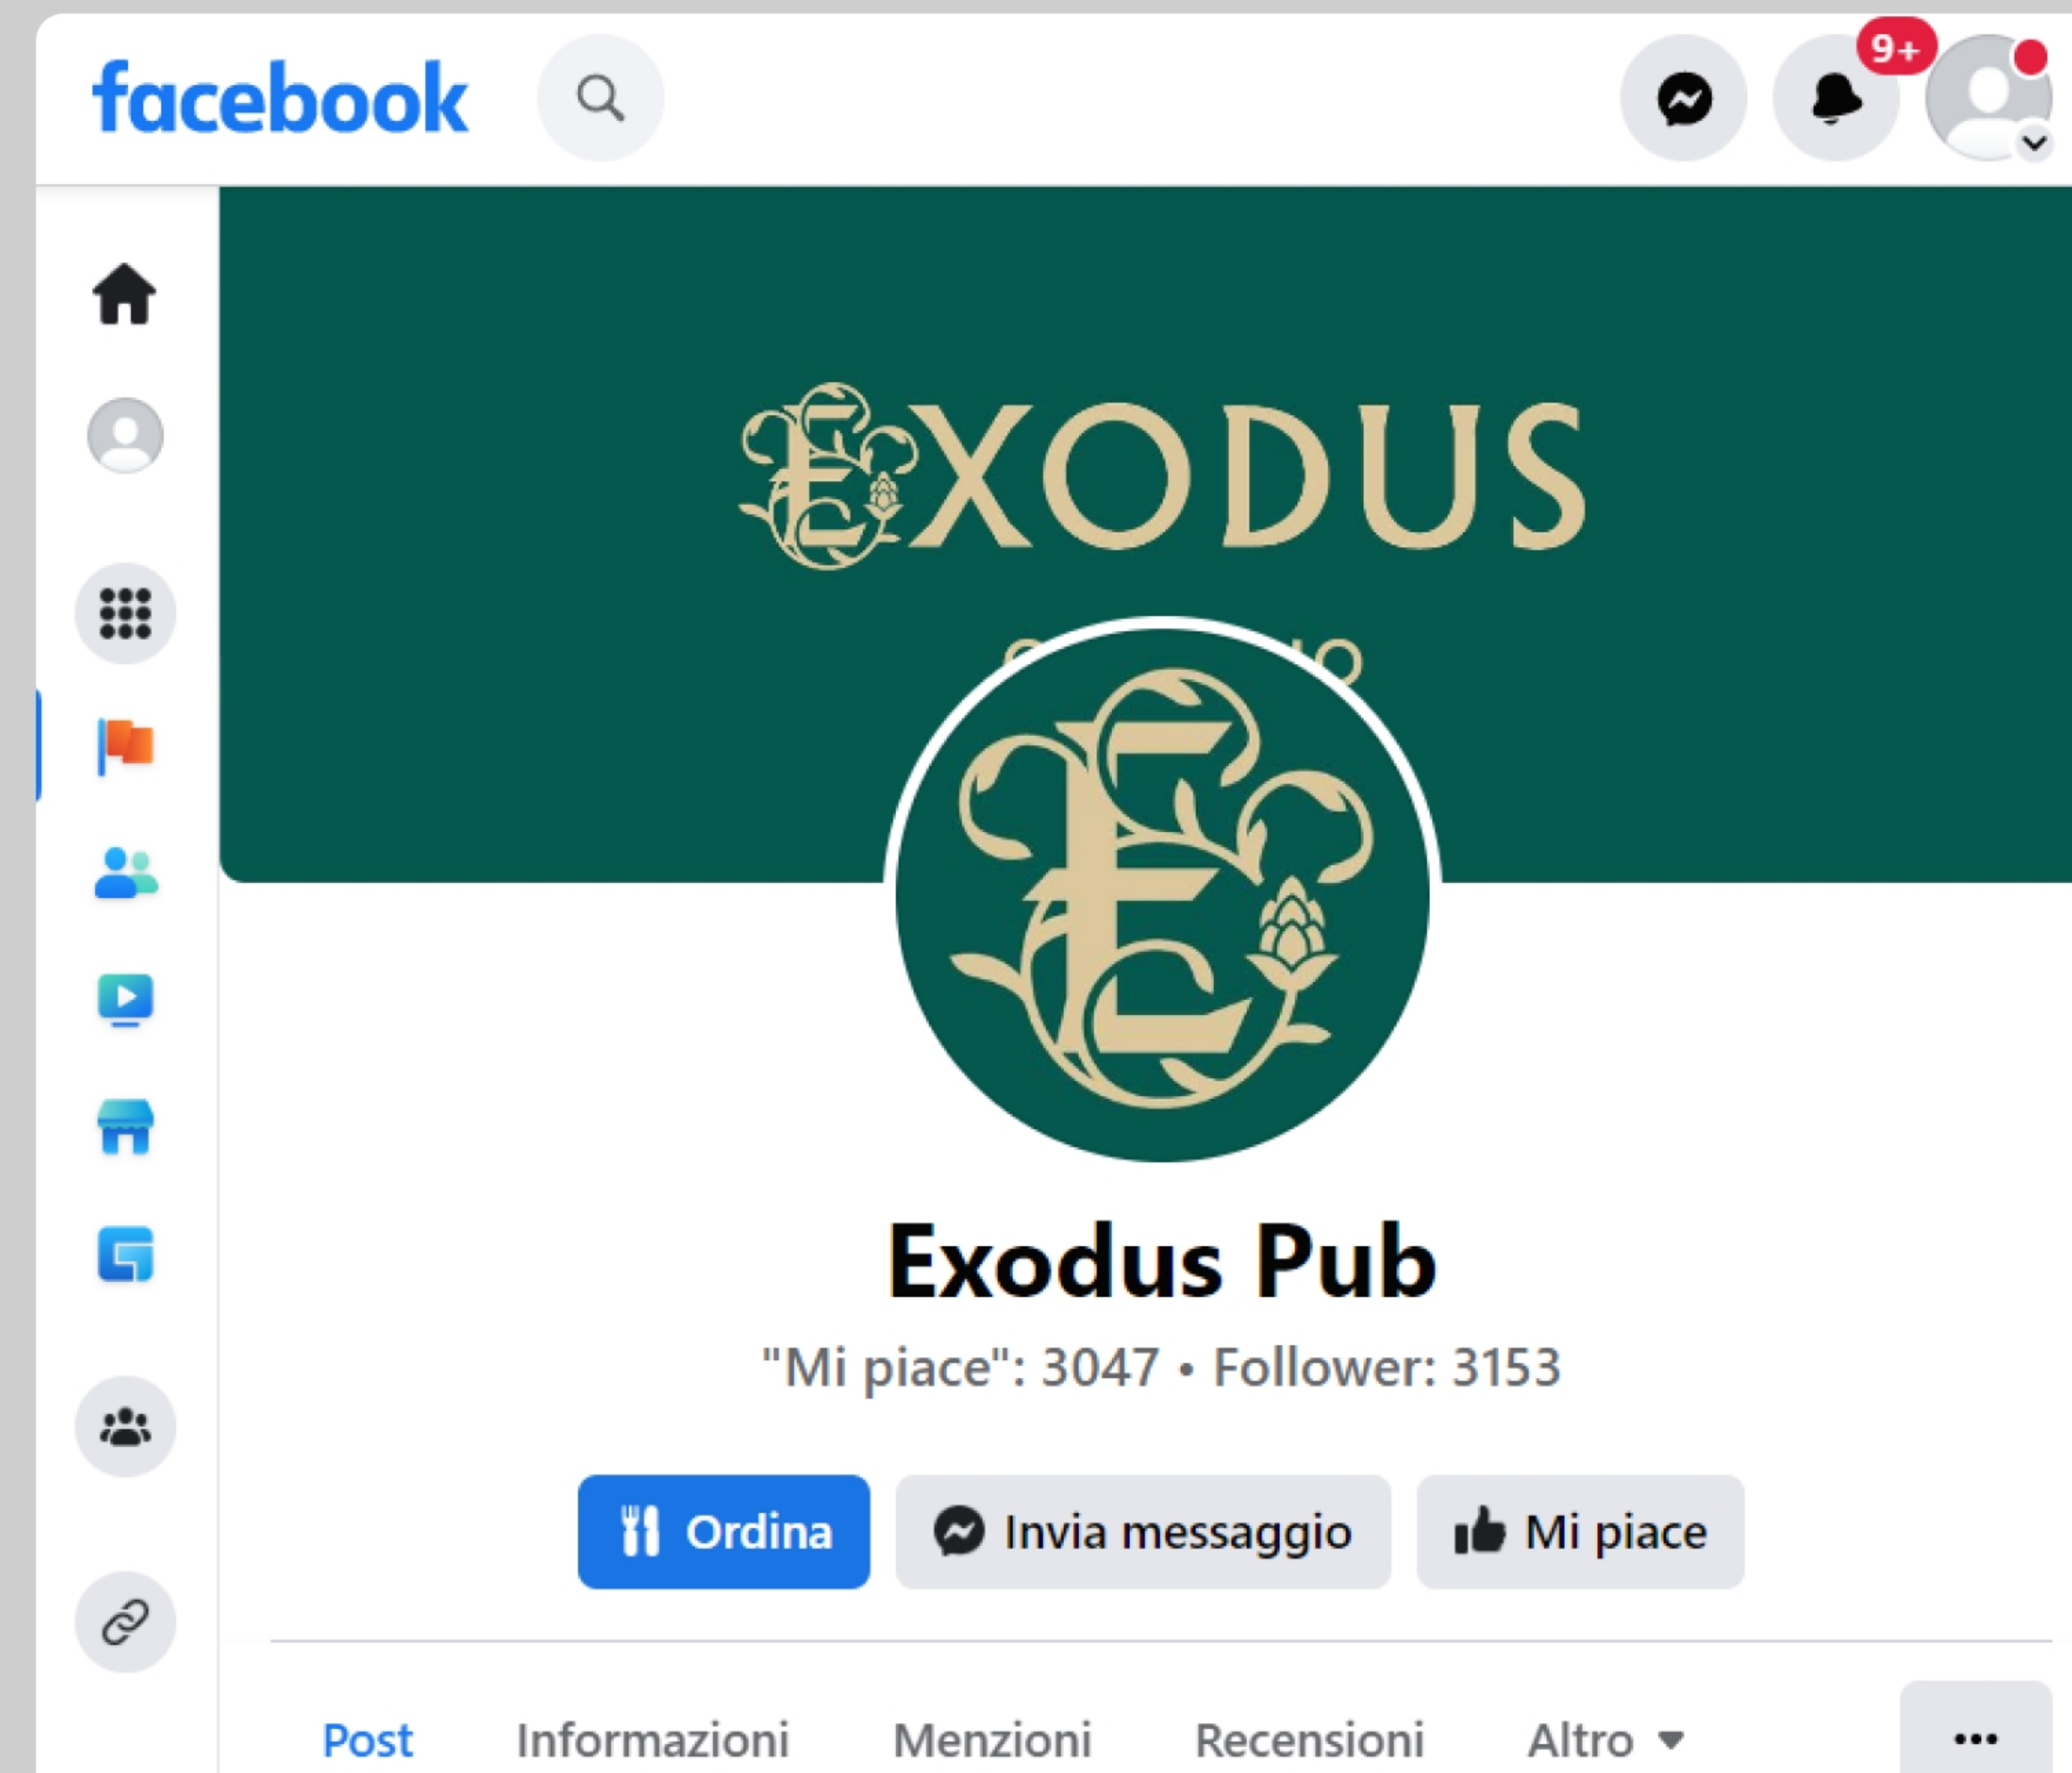 facebook
9+
EXODUS
Exodus Pub
"Mi piace": 3047 • Follower: 3153
Ordina
Invia messaggio
Mi piace
Post
Informazioni
Menzioni
Recensioni
Altro